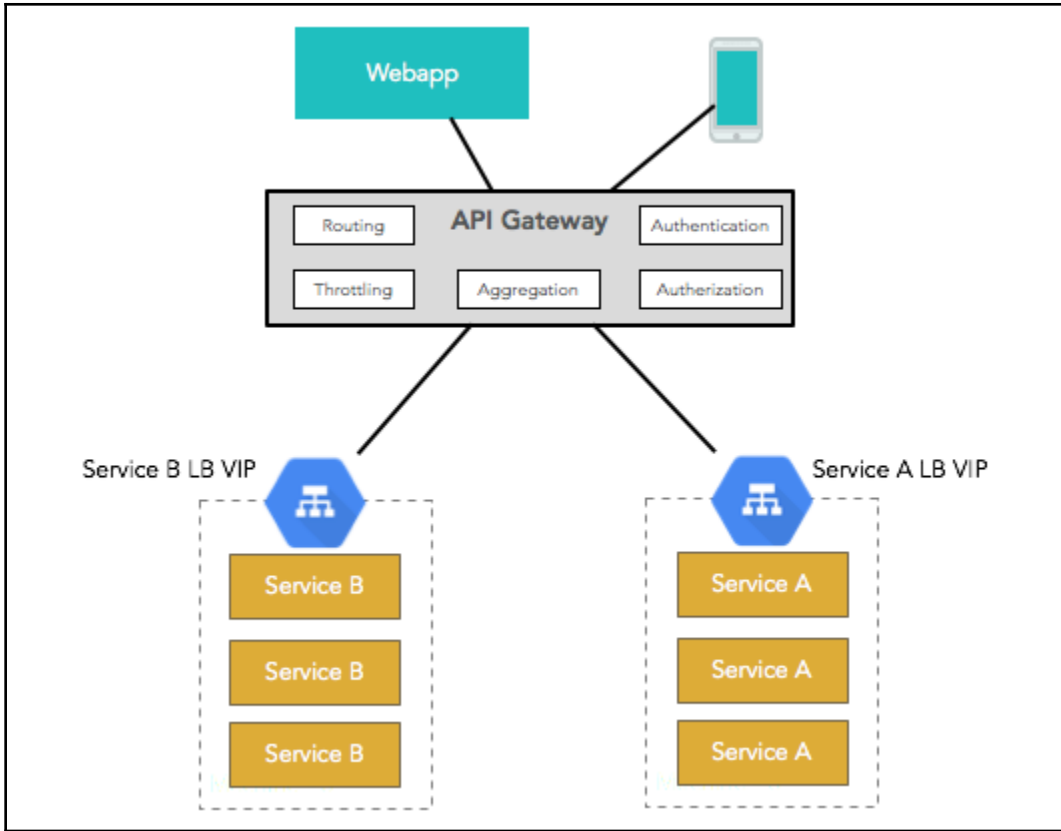 Webapp
API Gateway
Routing
Authentication
Throttling
Aggregation
Autherization
Service B LB VIP
Service A LB VIP
Service B
Service A
Service B
Service A
Service B
Service A